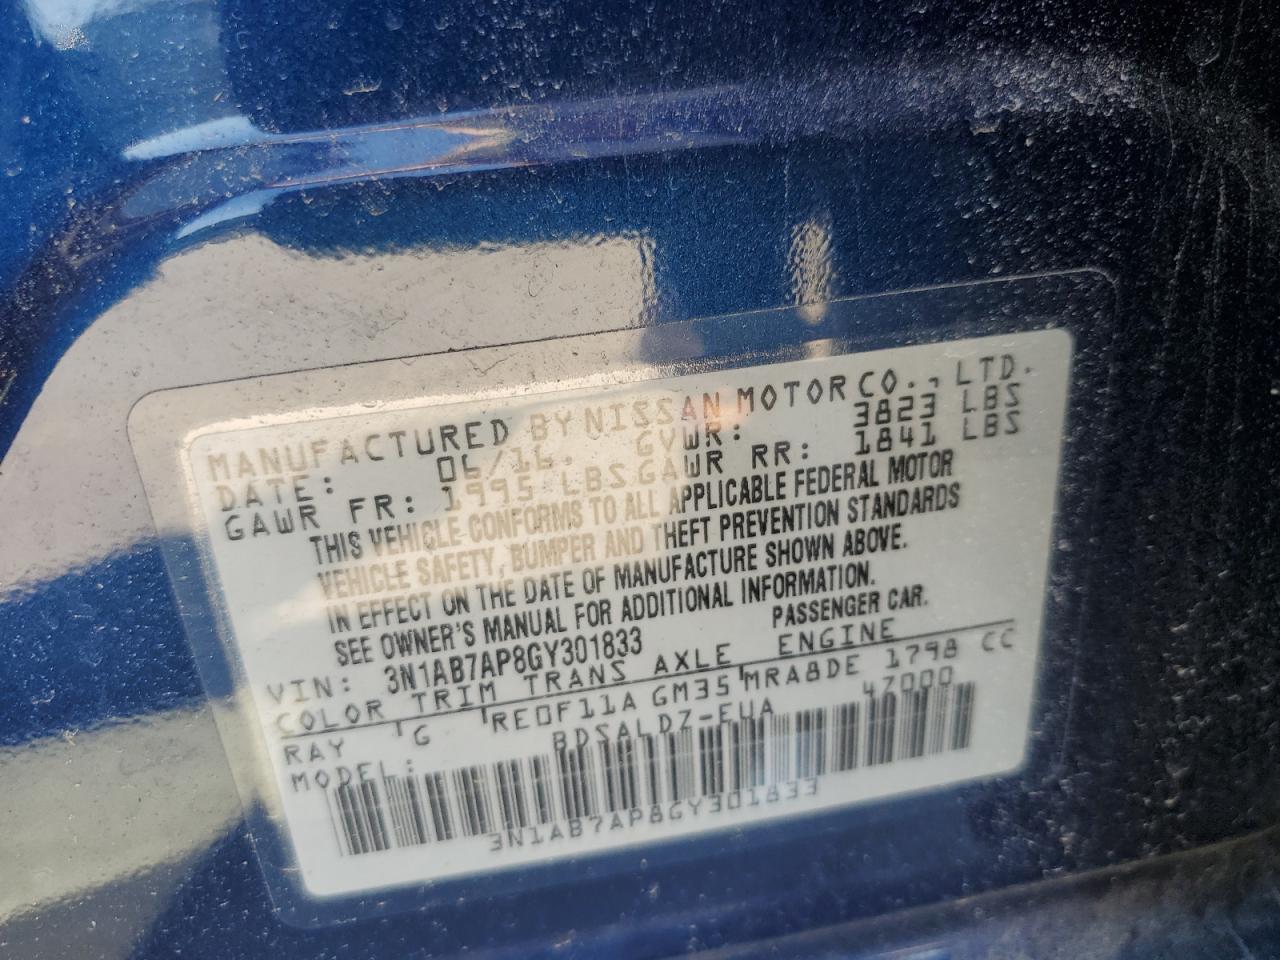 MANUFACTURED BY NISSAN MOTOR CO., LTD.
DATE: 06/16. GVWR: 3823 LBS
GAWR FR: 1995 LBS. GAWR RR: 1841 LBS
THIS VEHICLE CONFORMS TO ALL APPLICABLE FEDERAL MOTOR
VEHICLE SAFETY, BUMPER AND THEFT PREVENTION STANDARDS
IN EFFECT ON THE DATE OF MANUFACTURE SHOWN ABOVE.
SEE OWNER'S MANUAL FOR ADDITIONAL INFORMATION.
VIN: 3N1AB7AP8GY301833 PASSENGER CAR.
COLOR TRIM TRANS AXLE ENGINE
RAY G RE0F11A GM35 MRA8DE 1798 CC
MODEL: BDSALDZ-EUA 47000
3N1AB7AP8GY301833